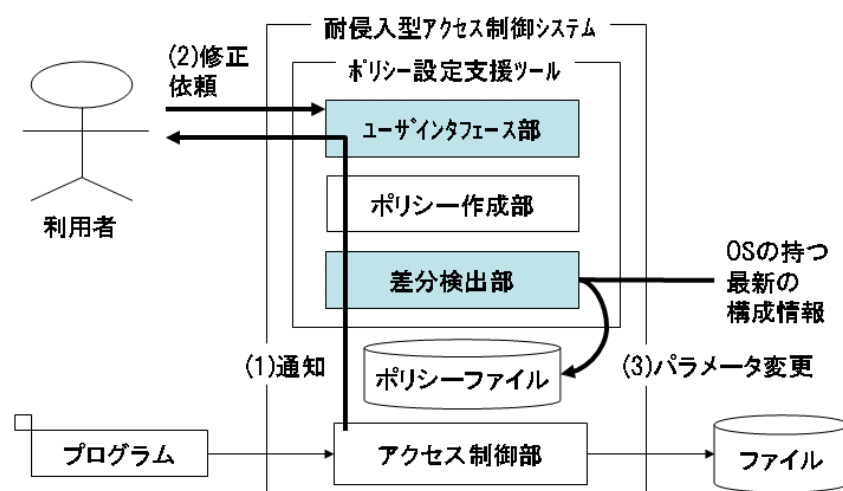 耐侵入型アクセス制御システム
(2)修正
依頼
ポリシー設定支援ツール
ユーザインタフェース部
ポリシー作成部
利用者
差分検出部
OSの持つ
最新の
構成情報
(1)通知
ポリシーファイル
(3)パラメータ変更
プログラム
アクセス制御部
ファイル